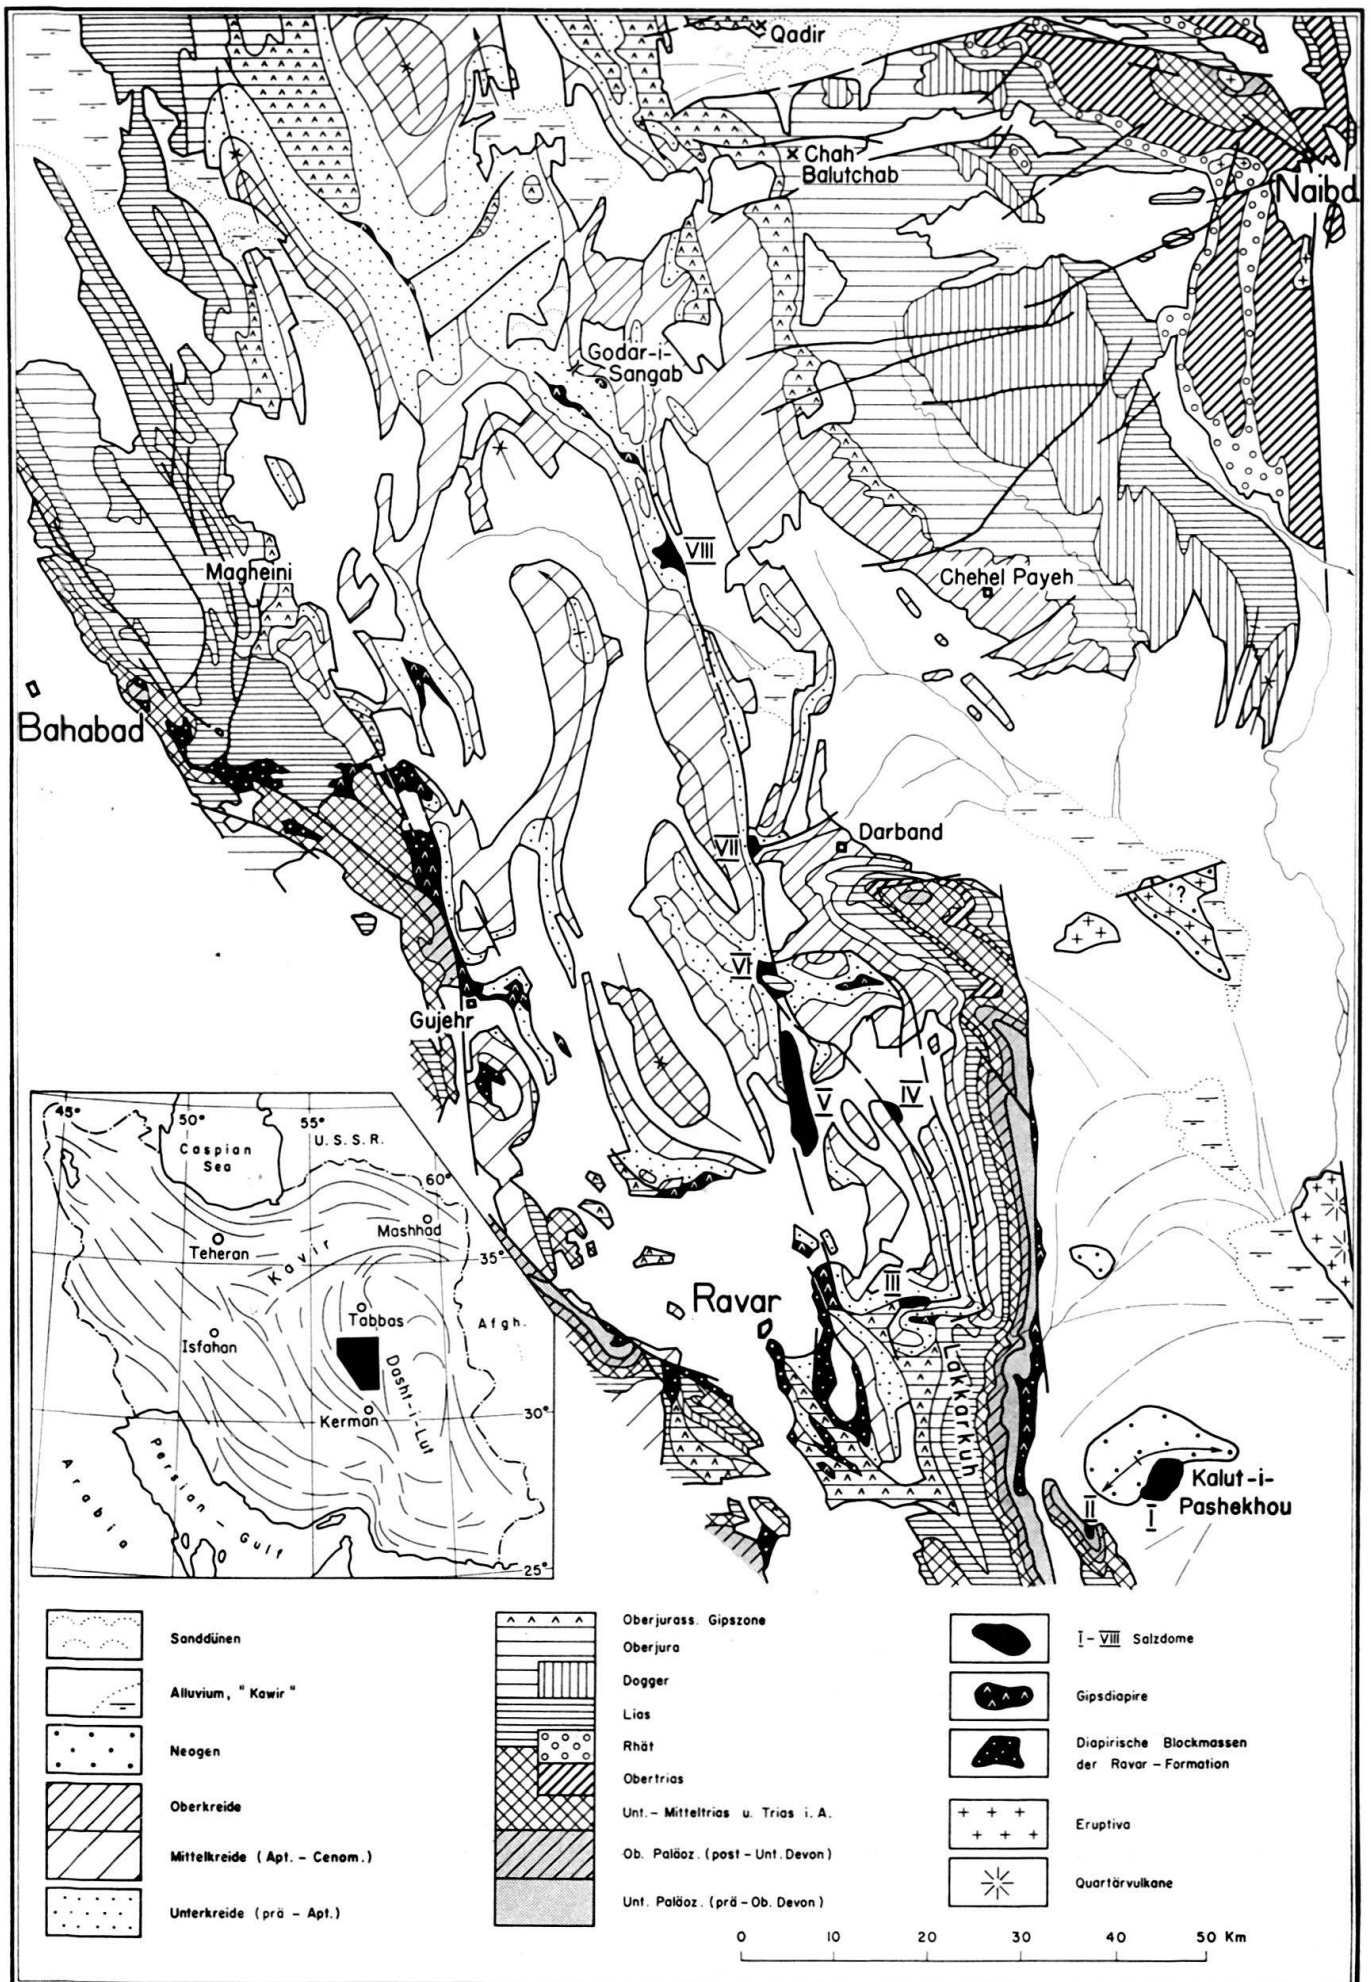 Qadir
Chah
Balutchab
Naibd
Godar-i-
Sangab
VIII
Magheini
Chehel Payeh
Bahabad
VII
Darband
?
VI
Gujehr
V
IV
III
Ravar
Lakkarkuh
Kalut-i-
Pashekhou
II
I
45°
50°
55°
U.S.S.R.
Caspian
Sea
60°
Mashhad
Teheran
Kavir
35°
Tabbas
Afgh.
Isfahan
Dasht-i-Lut
Kerman
30°
Persian-Gulf
Arabia
25°
Sanddünen
Alluvium, "Kawir"
Neogen
Oberkreide
Mittelkreide (Apt. - Cenom.)
Unterkreide (prä - Apt.)
Oberjurass. Gipszone
Oberjura
Dogger
Lias
Rhät
Obertrias
Unt.- Mitteltrias u. Trias i. A.
Ob. Paläoz. (post - Unt. Devon)
Unt. Paläoz. (prä - Ob. Devon)
I - VIII Salzdome
Gipsdiapire
Diapirische Blockmassen
der Ravar - Formation
Eruptiva
Quartärvulkane
0 10 20 30 40 50 Km